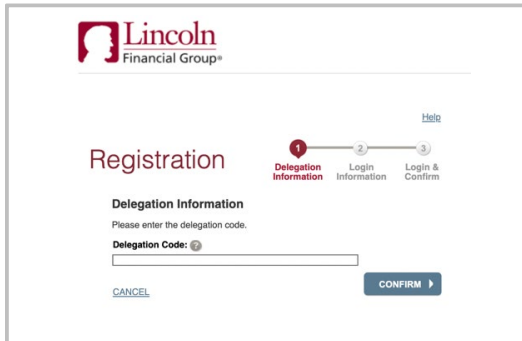 Lincoln
Financial Group®
Help
Registration
1
2
3
Delegation
Information
Login
Information
Login &
Confirm
Delegation Information
Please enter the delegation code.
Delegation Code: ?
CANCEL
CONFIRM